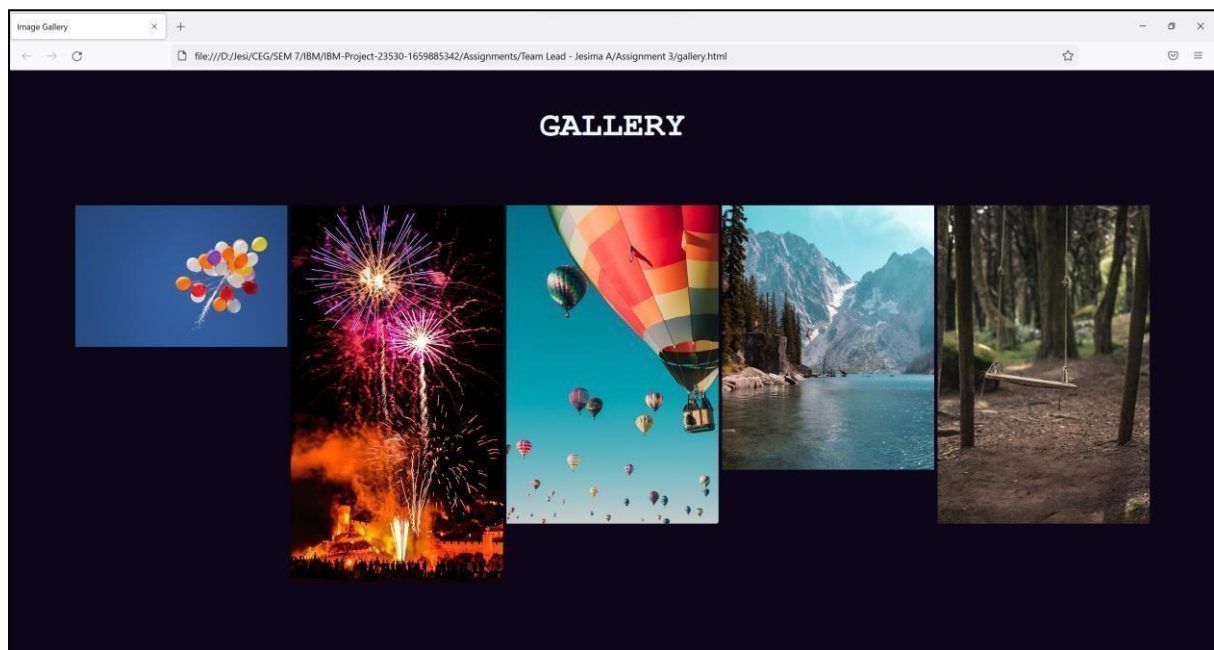 Image Gallery
file:///D:/Jesi/CEG/SEM 7/IBM/IBM-Project-23530-1659885342/Assignments/Team Lead - Jesima A/Assignment 3/gallery.html
GALLERY